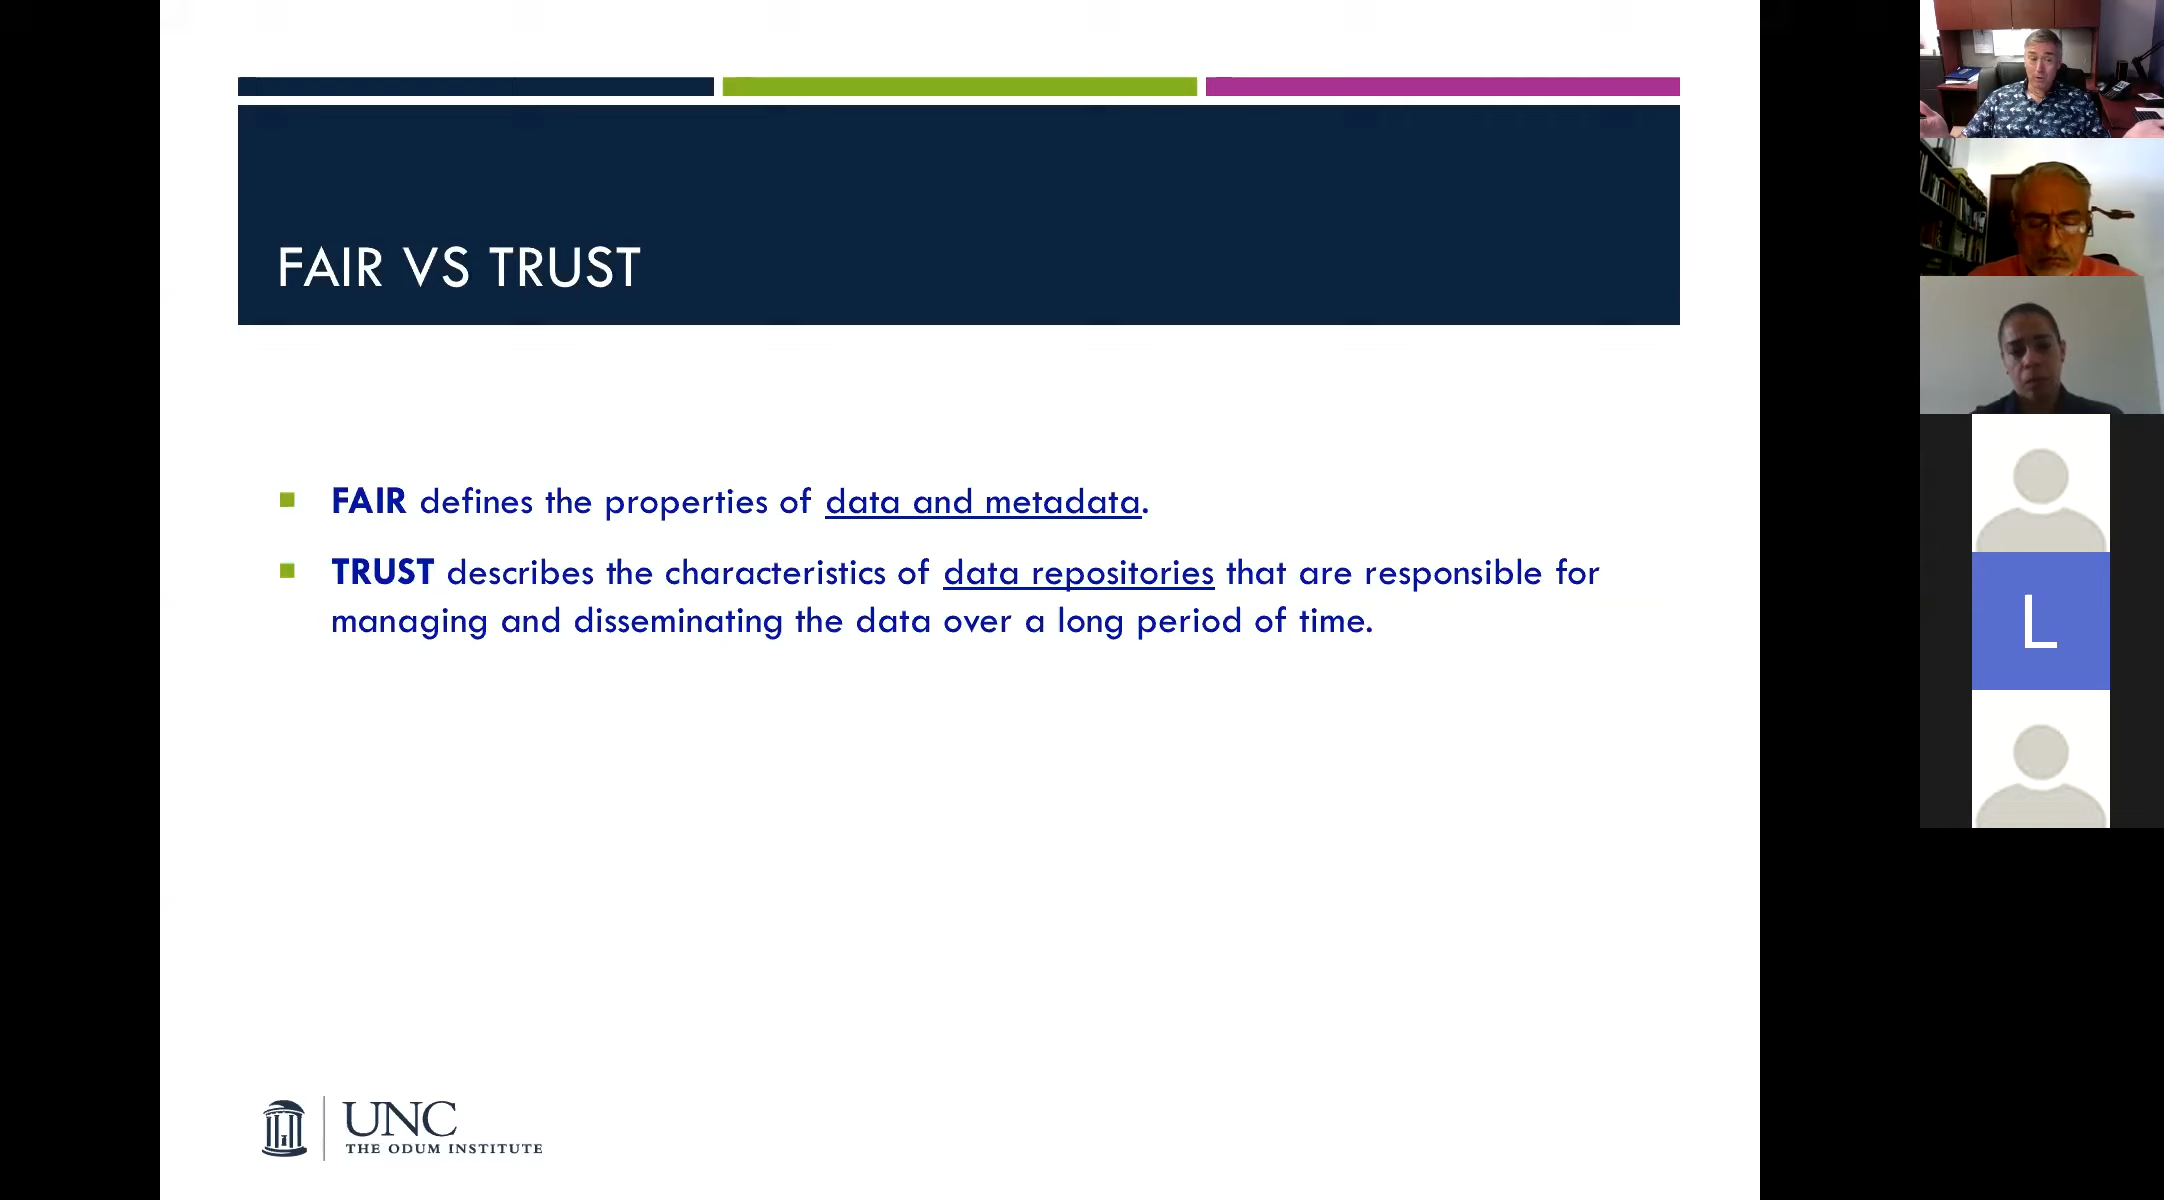 FAIR VS TRUST
FAIR defines the properties of data and metadata.
TRUST describes the characteristics of data repositories that are responsible for
managing and disseminating the data over a long period of time.
L
UNC
THE ODUM INSTITUTE